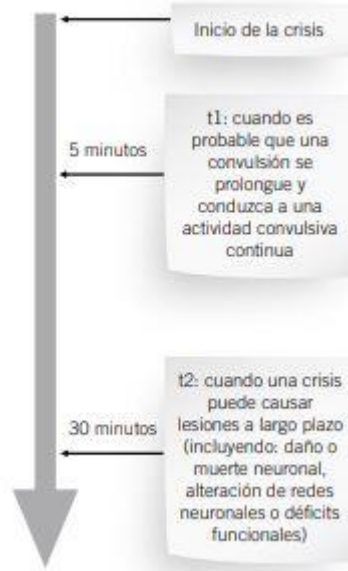 Inicio de la crisis
t1: cuando es
probable que una
convulsión se
prolongue y
conduzca a una
actividad convulsiva
continua
5 minutos
t2: cuando una crisis
puede causar
lesiones a largo plazo
(incluyendo: daño o
muerte neuronal,
alteración de redes
neuronales o déficits
funcionales)
30 minutos